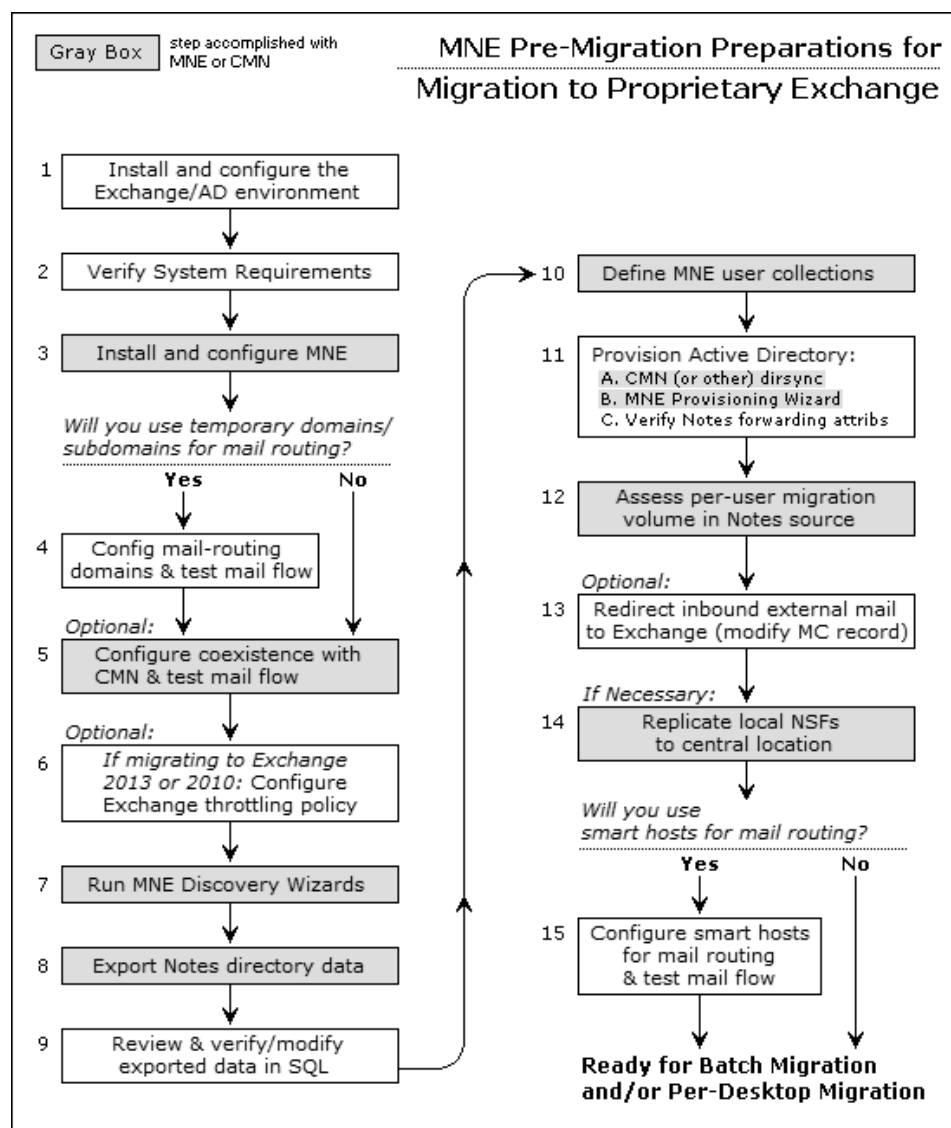 Gray Box
step accomplished with
MNE or CMN
MNE Pre-Migration Preparations for
Migration to Proprietary Exchange
1
Install and configure the
Exchange/AD environment
2
Verify System Requirements
3
Install and configure MNE
Will you use temporary domains/
subdomains for mail routing?
Yes
No
4
Config mail-routing
domains & test mail flow
Optional:
5
Configure coexistence with
CMN & test mail flow
Optional:
6
If migrating to Exchange
2013 or 2010: Configure
Exchange throttling policy
7
Run MNE Discovery Wizards
8
Export Notes directory data
9
Review & verify/modify
exported data in SQL
10
Define MNE user collections
11
Provision Active Directory:
A. CMN (or other) dirsync
B. MNE Provisioning Wizard
C. Verify Notes forwarding attribs
12
Assess per-user migration
volume in Notes source
Optional:
13
Redirect inbound external mail
to Exchange (modify MC record)
If Necessary:
14
Replicate local NSFs
to central location
Will you use
smart hosts for mail routing?
Yes
No
15
Configure smart hosts
for mail routing
& test mail flow
Ready for Batch Migration
and/or Per-Desktop Migration